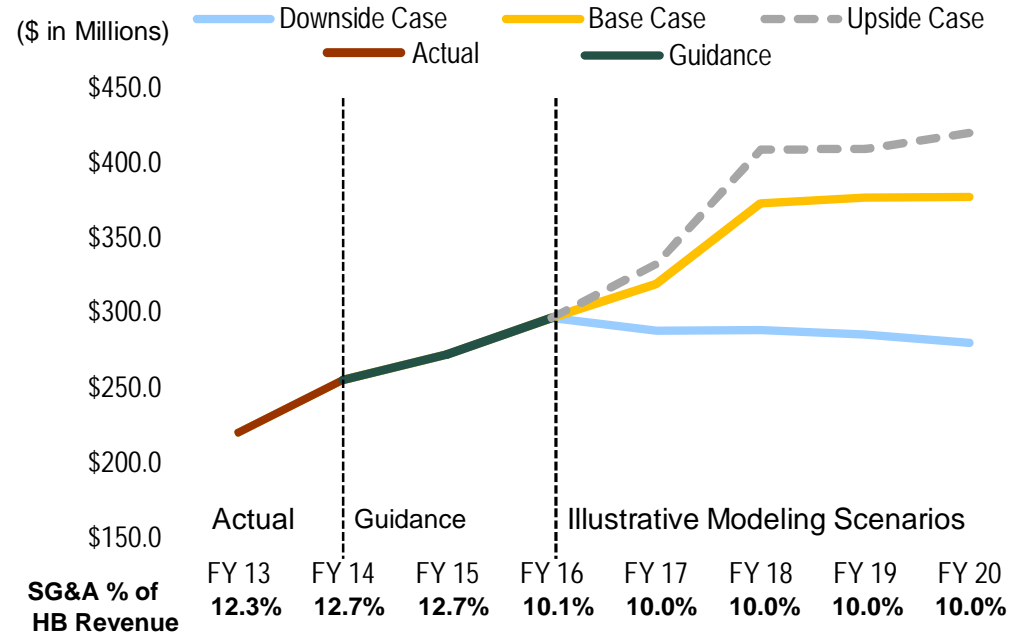 ($ in Millions)
Downside Case Base Case Upside Case
Actual Guidance
$450.0
$400.0
$350.0
$300.0
$250.0
$200.0
$150.0
Actual Guidance Illustrative Modeling Scenarios
FY 13 FY 14 FY 15 FY 16 FY 17 FY 18 FY 19 FY 20
SG&A % of
HB Revenue
12.3% 12.7% 12.7% 10.1% 10.0% 10.0% 10.0% 10.0%